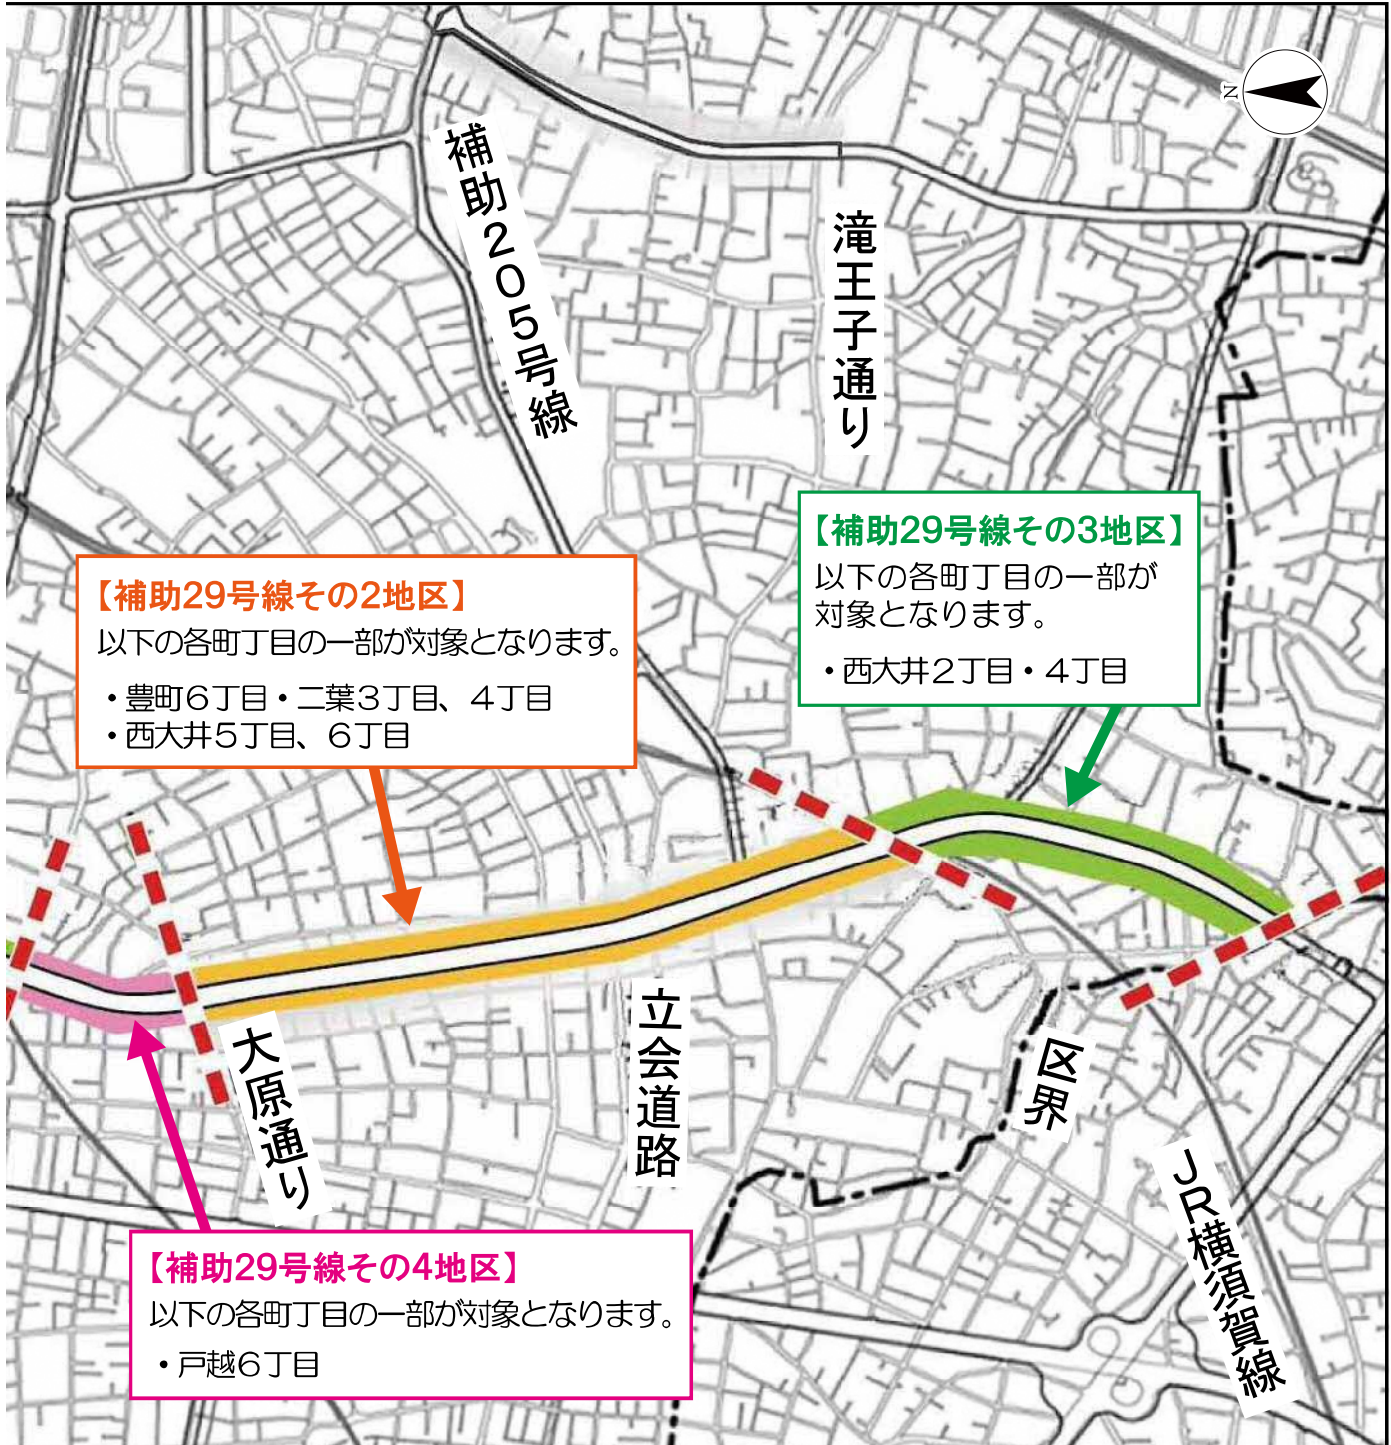 N
補助205号線
滝王子通り
【補助29号線その3地区】
以下の各町丁目の一部が
対象となります。
・西大井2丁目・4丁目
【補助29号線その2地区】
以下の各町丁目の一部が対象となります。
・豊町6丁目・二葉3丁目、4丁目
・西大井5丁目、6丁目
大原通り
立会道路
区界
JR横須賀線
【補助29号線その4地区】
以下の各町丁目の一部が対象となります。
・戸越6丁目